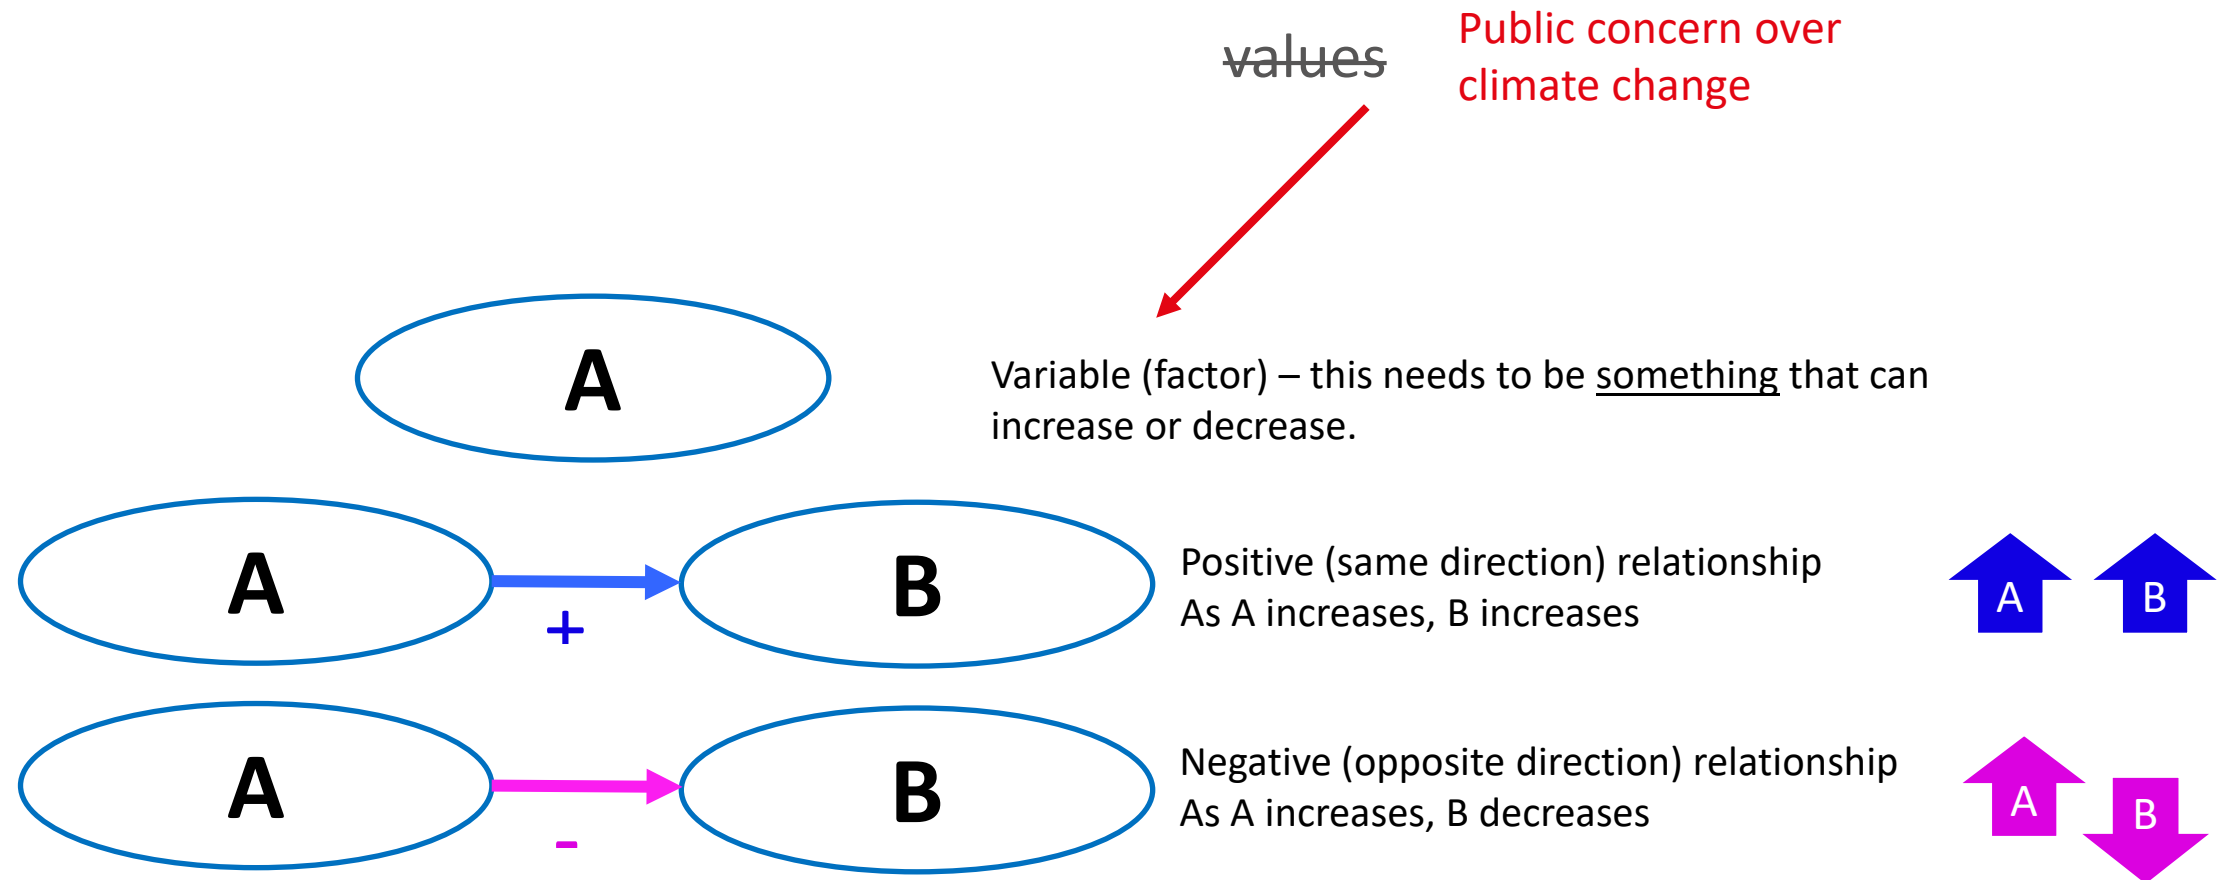 values
Public concern over
climate change
A
Variable (factor) – this needs to be something that can
increase or decrease.
A
+
B
Positive (same direction) relationship
As A increases, B increases
A
B
A
-
B
Negative (opposite direction) relationship
As A increases, B decreases
A
B